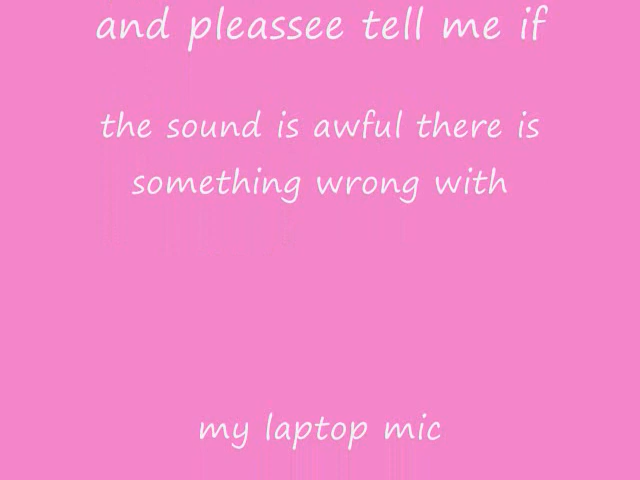 and pleassee tell me if
the sound is awful there is
something wrong with
my laptop mic